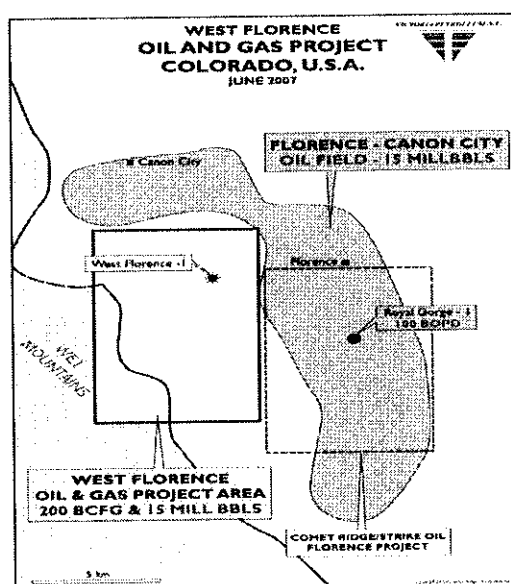 WEST FLORENCE
OIL AND GAS PROJECT
COLORADO, U.S.A.
JUNE 2007
Canon City
FLORENCE - CANON CITY
OIL FIELD - 15 MILLBBLS
West Florence -1
Florence
Royal Gorge - 1
100 BOPD
WET
MOUNTAINS
WEST FLORENCE
OIL & GAS PROJECT AREA
200 BCFG & 15 MILL BBLS
COMET RIDGE/STRIKE OIL
FLORENCE PROJECT
5 km